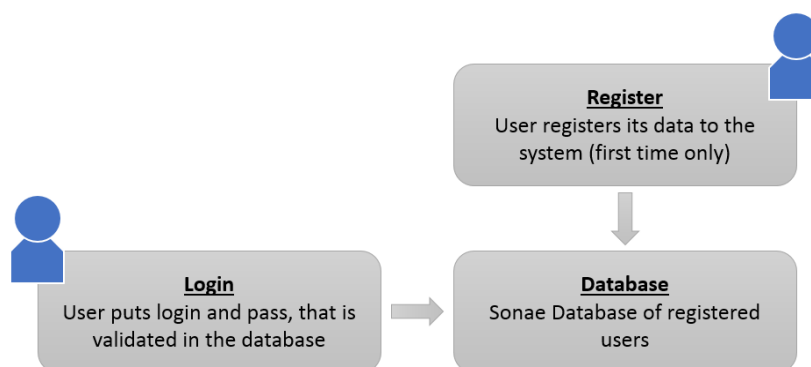 Register
User registers its data to the
system (first time only)
Login
User puts login and pass, that is
validated in the database
Database
Sonae Database of registered
users